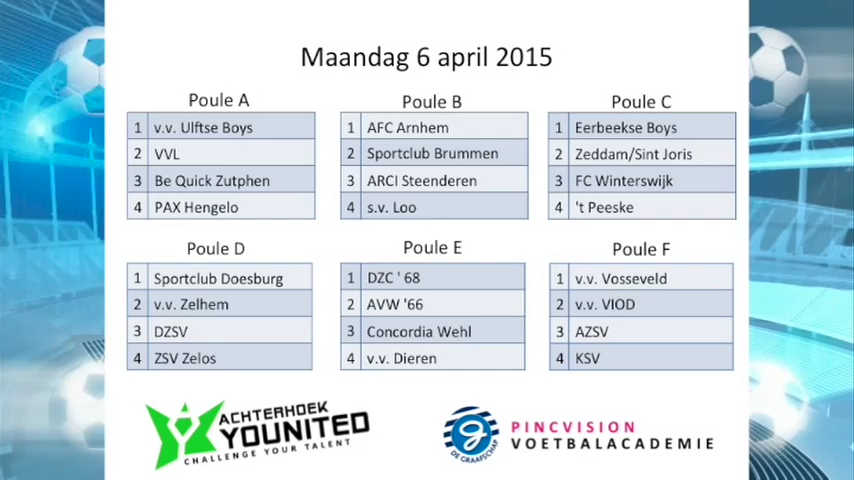 Maandag 6 april 2015
Poule A
1 v.v. Ulftse Boys
2 VVL
3 Be Quick Zutphen
4 PAX Hengelo
Poule B
1 AFC Arnhem
2 Sportclub Brummen
3 ARCI Steenderen
4 s.v. Loo
Poule C
1 Eerbeekse Boys
2 Zeddam/Sint Joris
3 FC Winterswijk
4 't Peeske
Poule D
1 Sportclub Doesburg
2 v.v. Zelhem
3 DZSV
4 ZSV Zelos
Poule E
1 DZC ' 68
2 AVW '66
3 Concordia Wehl
4 v.v. Dieren
Poule F
1 v.v. Vosseveld
2 v.v. VIOD
3 AZSV
4 KSV
ACHTERHOEK
YOUNITED
CHALLENGE YOUR TALENT
DE GRAAFSCHAP
PINCVISION
VOETBALACADEMIE